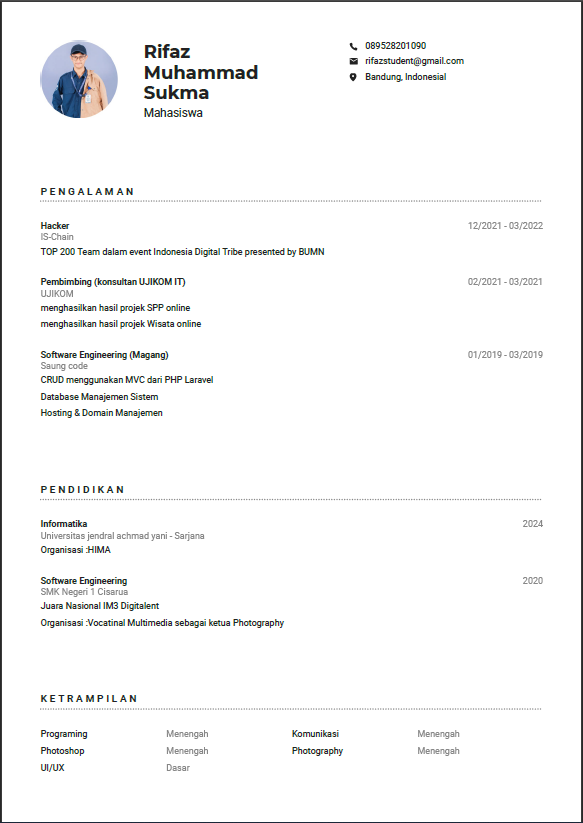 Rifaz
Muhammad
Sukma
Mahasiswa
089528201090
rifazstudent@gmail.com
Bandung, Indonesial
PENGALAMAN
Hacker 12/2021 - 03/2022
IS-Chain
TOP 200 Team dalam event Indonesia Digital Tribe presented by BUMN
Pembimbing (konsultan UJIKOM IT) 02/2021 - 03/2021
UJIKOM
menghasilkan hasil projek SPP online
menghasilkan hasil projek Wisata online
Software Engineering (Magang) 01/2019 - 03/2019
Saung code
CRUD menggunakan MVC dari PHP Laravel
Database Manajemen Sistem
Hosting & Domain Manajemen
PENDIDIKAN
Informatika 2024
Universitas jendral achmad yani - Sarjana
Organisasi :HIMA
Software Engineering 2020
SMK Negeri 1 Cisarua
Juara Nasional IM3 Digitalent
Organisasi :Vocatinal Multimedia sebagai ketua Photography
KETRAMPILAN
Programing Menengah Komunikasi Menengah
Photoshop Menengah Photography Menengah
UI/UX Dasar